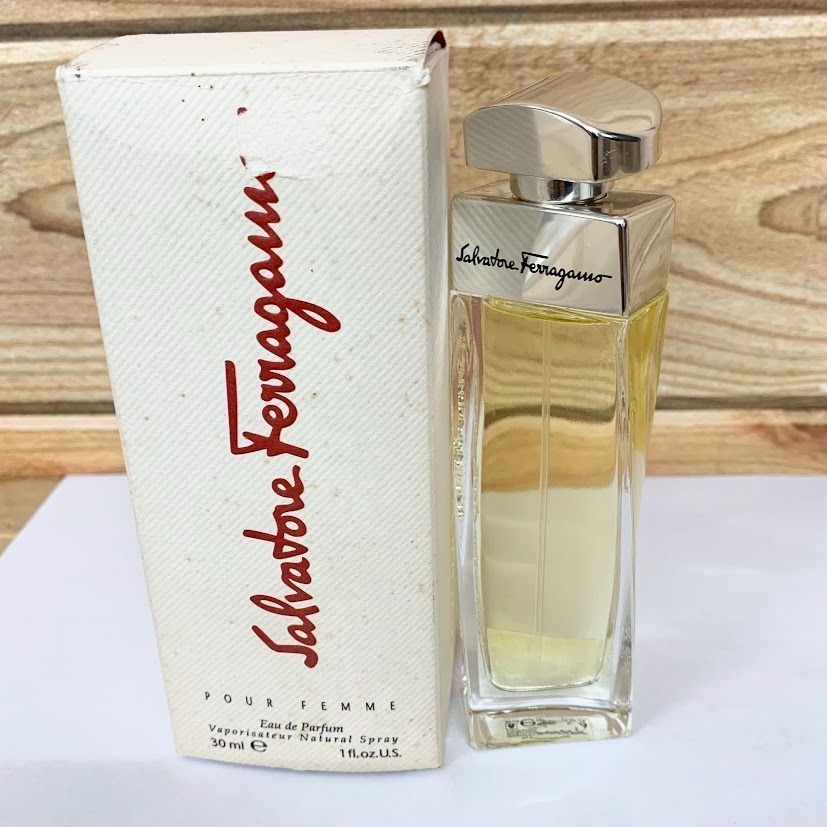 Salvatore Ferragamo
POUR FEMME
Eau de Parfum
Vaporisateur Natural Spray
30 ml e
1 fl.oz.U.S.
Salvatore Ferragamo